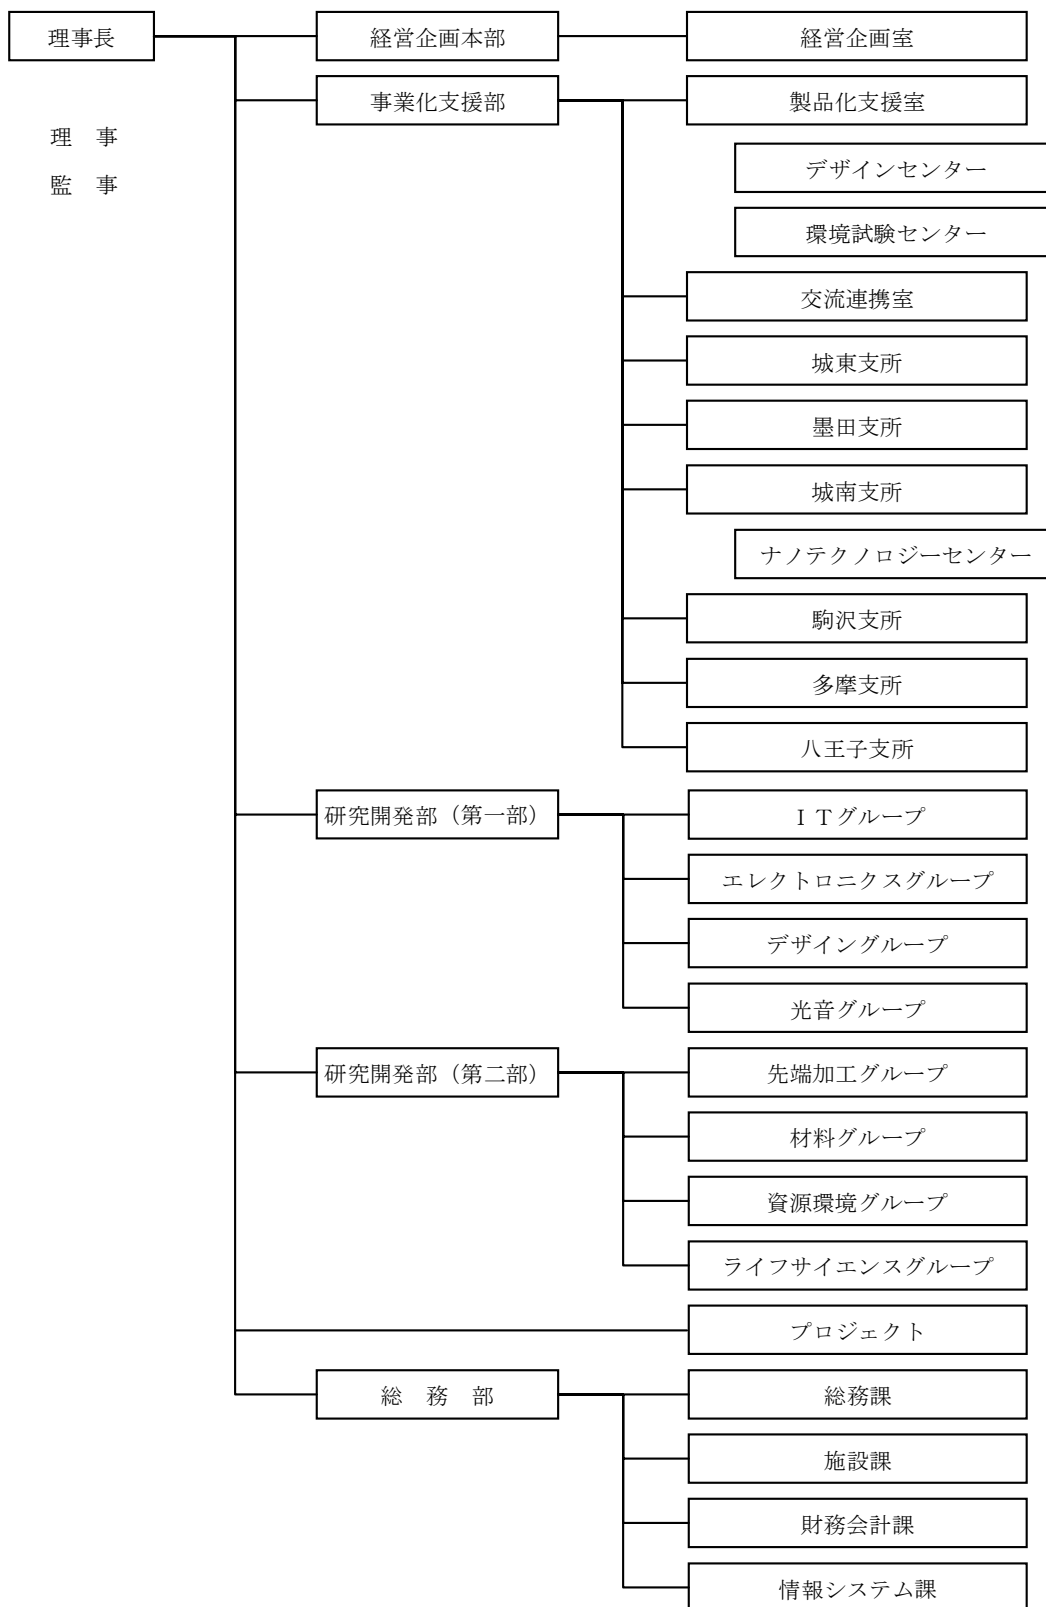 理事長
経営企画本部
経営企画室
事業化支援部
製品化支援室
理　事
監　事
デザインセンター
環境試験センター
交流連携室
城東支所
墨田支所
城南支所
ナノテクノロジーセンター
駒沢支所
多摩支所
八王子支所
研究開発部（第一部）
ＩＴグループ
エレクトロニクスグループ
デザイングループ
光音グループ
研究開発部（第二部）
先端加工グループ
材料グループ
資源環境グループ
ライフサイエンスグループ
プロジェクト
総　務　部
総務課
施設課
財務会計課
情報システム課